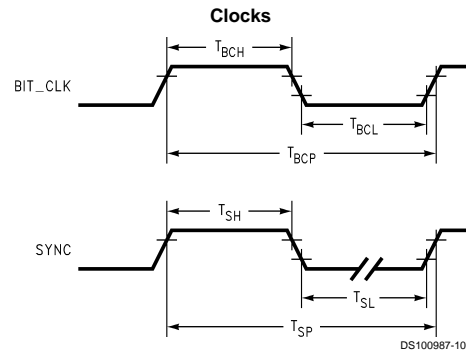 Clocks
T_BCH
BIT_CLK
T_BCL
T_BCP
T_SH
SYNC
T_SL
T_SP
DS100987-10